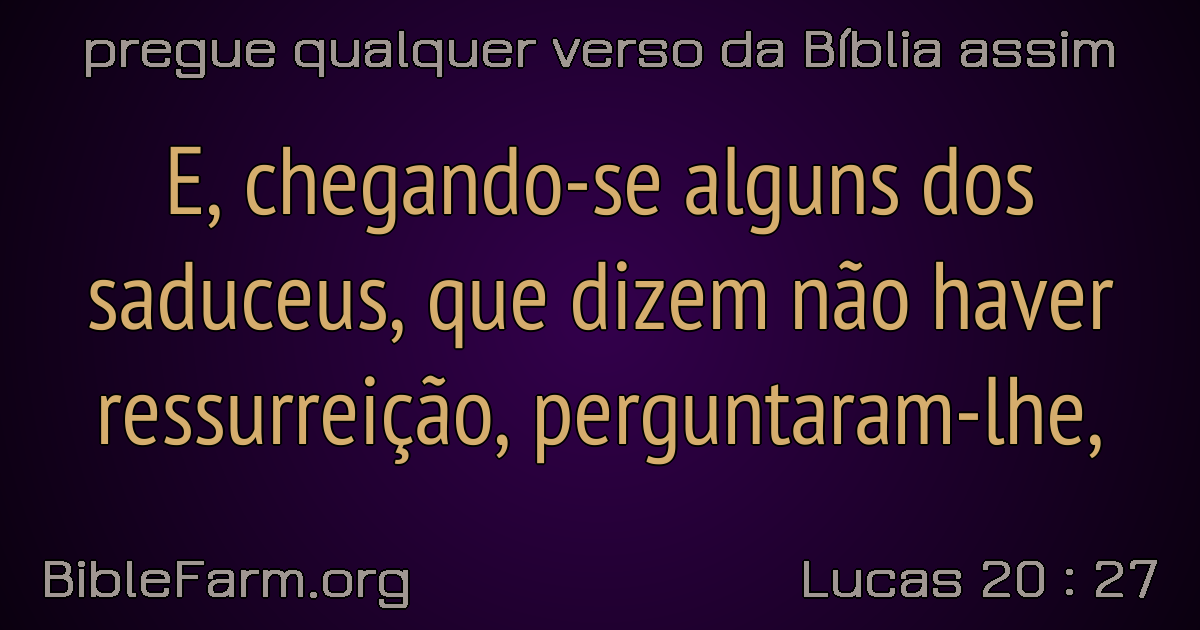 pregue qualquer verso da Bíblia assim
E, chegando-se alguns dos
saduceus, que dizem não haver
ressurreição, perguntaram-lhe,
BibleFarm.org
Lucas 20 : 27